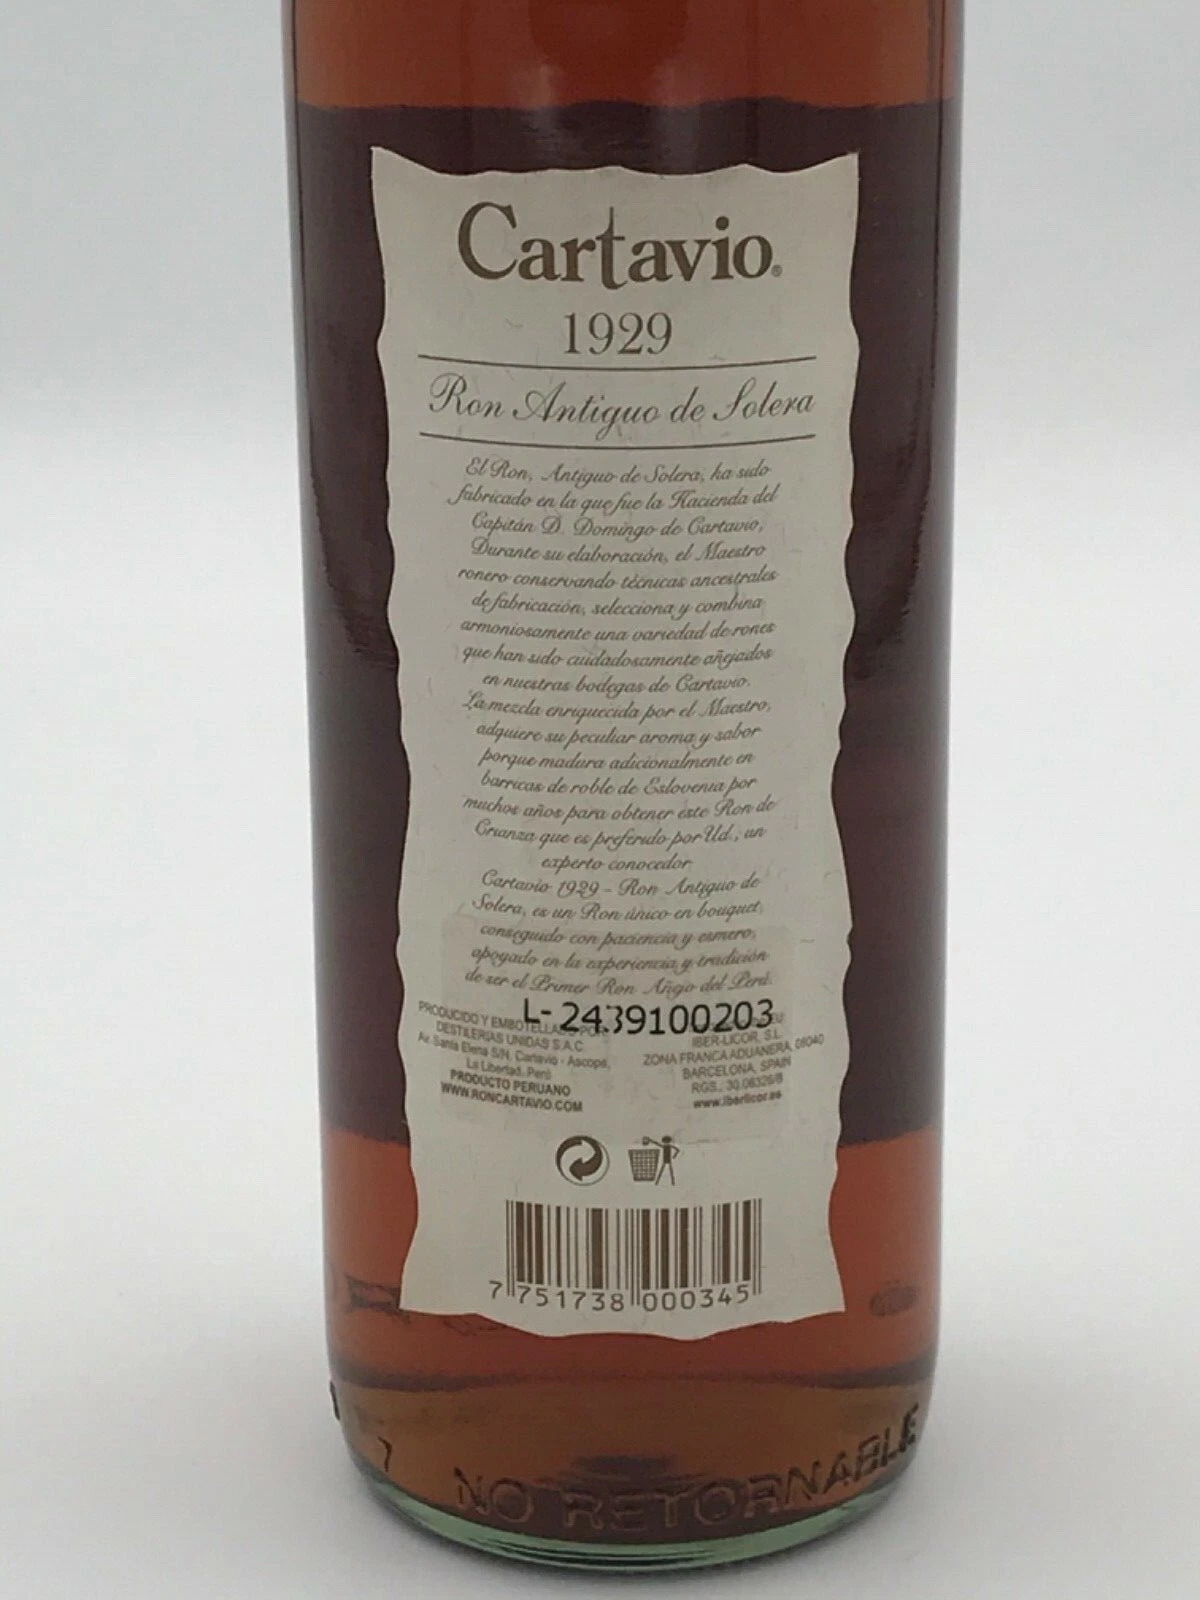 Cartavio®
1929
Ron Antiguo de Solera
El Ron, Antiguo de Solera, ha sido
fabricado en la que fue la Hacienda del
Capitán D. Domingo de Cartavio,
Durante su elaboración, el Maestro
ronero conservando técnicas ancestrales
de fabricación, selecciona y combina
armoniosamente una variedad de rones
que han sido cuidadosamente añejados
en nuestras bodegas de Cartavio.
La mezcla enriquecida por el Maestro,
adquiere su peculiar aroma y sabor
porque madura adicionalmente en
barricas de roble de Eslovenia por
muchos años para obtener este Ron de
Crianza que es preferido por Ud., un
experto conocedor
Cartavio 1929 - Ron Antiguo de
Solera, es un Ron único en bouquet,
conseguido con paciencia y esmero,
apoyado en la experiencia y tradición
de ser el Primer Ron Añejo del Perú.
L-2439100203
PRODUCIDO Y EMBOTELLADO POR:
DESTILERIAS UNIDAS S.A.C.
Av. Santa Elena S/N, Cartavio - Ascope,
La Libertad, Perú
PRODUCTO PERUANO
WWW.RONCARTAVIO.COM
IBER-LICOR, S.L.
ZONA FRANCA ADUANERA, 08040
BARCELONA, SPAIN
RGS.. 30.06326/B
www.iberlicor.es
7 751738 000345
7
NO RETORNABLE